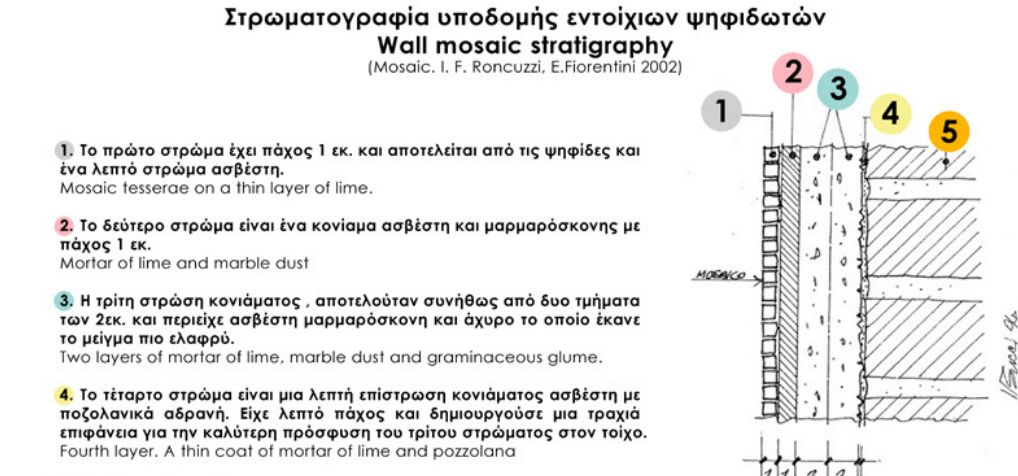 Στρωματογραφία υποδομής εντοίχιων ψηφιδωτών
Wall mosaic stratigraphy
(Mosaic. I. F. Roncuzzi, E.Fiorentini 2002)
1 2 3 4 5
1. Το πρώτο στρώμα έχει πάχος 1 εκ. και αποτελείται από τις ψηφίδες και
ένα λεπτό στρώμα ασβέστη.
Mosaic tesserae on a thin layer of lime.
2. Το δεύτερο στρώμα είναι ένα κονίαμα ασβέστη και μαρμαρόσκονης με
πάχος 1 εκ.
Mortar of lime and marble dust
3. Η τρίτη στρώση κονιάματος , αποτελούταν συνήθως από δυο τμήματα
των 2εκ. και περιείχε ασβέστη μαρμαρόσκονη και άχυρο το οποίο έκανε
το μείγμα πιο ελαφρύ.
Two layers of mortar of lime, marble dust and graminaceous glume.
4. Το τέταρτο στρώμα είναι μια λεπτή επίστρωση κονιάματος ασβέστη με
ποζολανικά αδρανή. Είχε λεπτό πάχος και δημιουργούσε μια τραχιά
επιφάνεια για την καλύτερη πρόσφυση του τρίτου στρώματος στον τοίχο.
Fourth layer. A thin coat of mortar of lime and pozzolana
MOSAICO
1 1 2 2